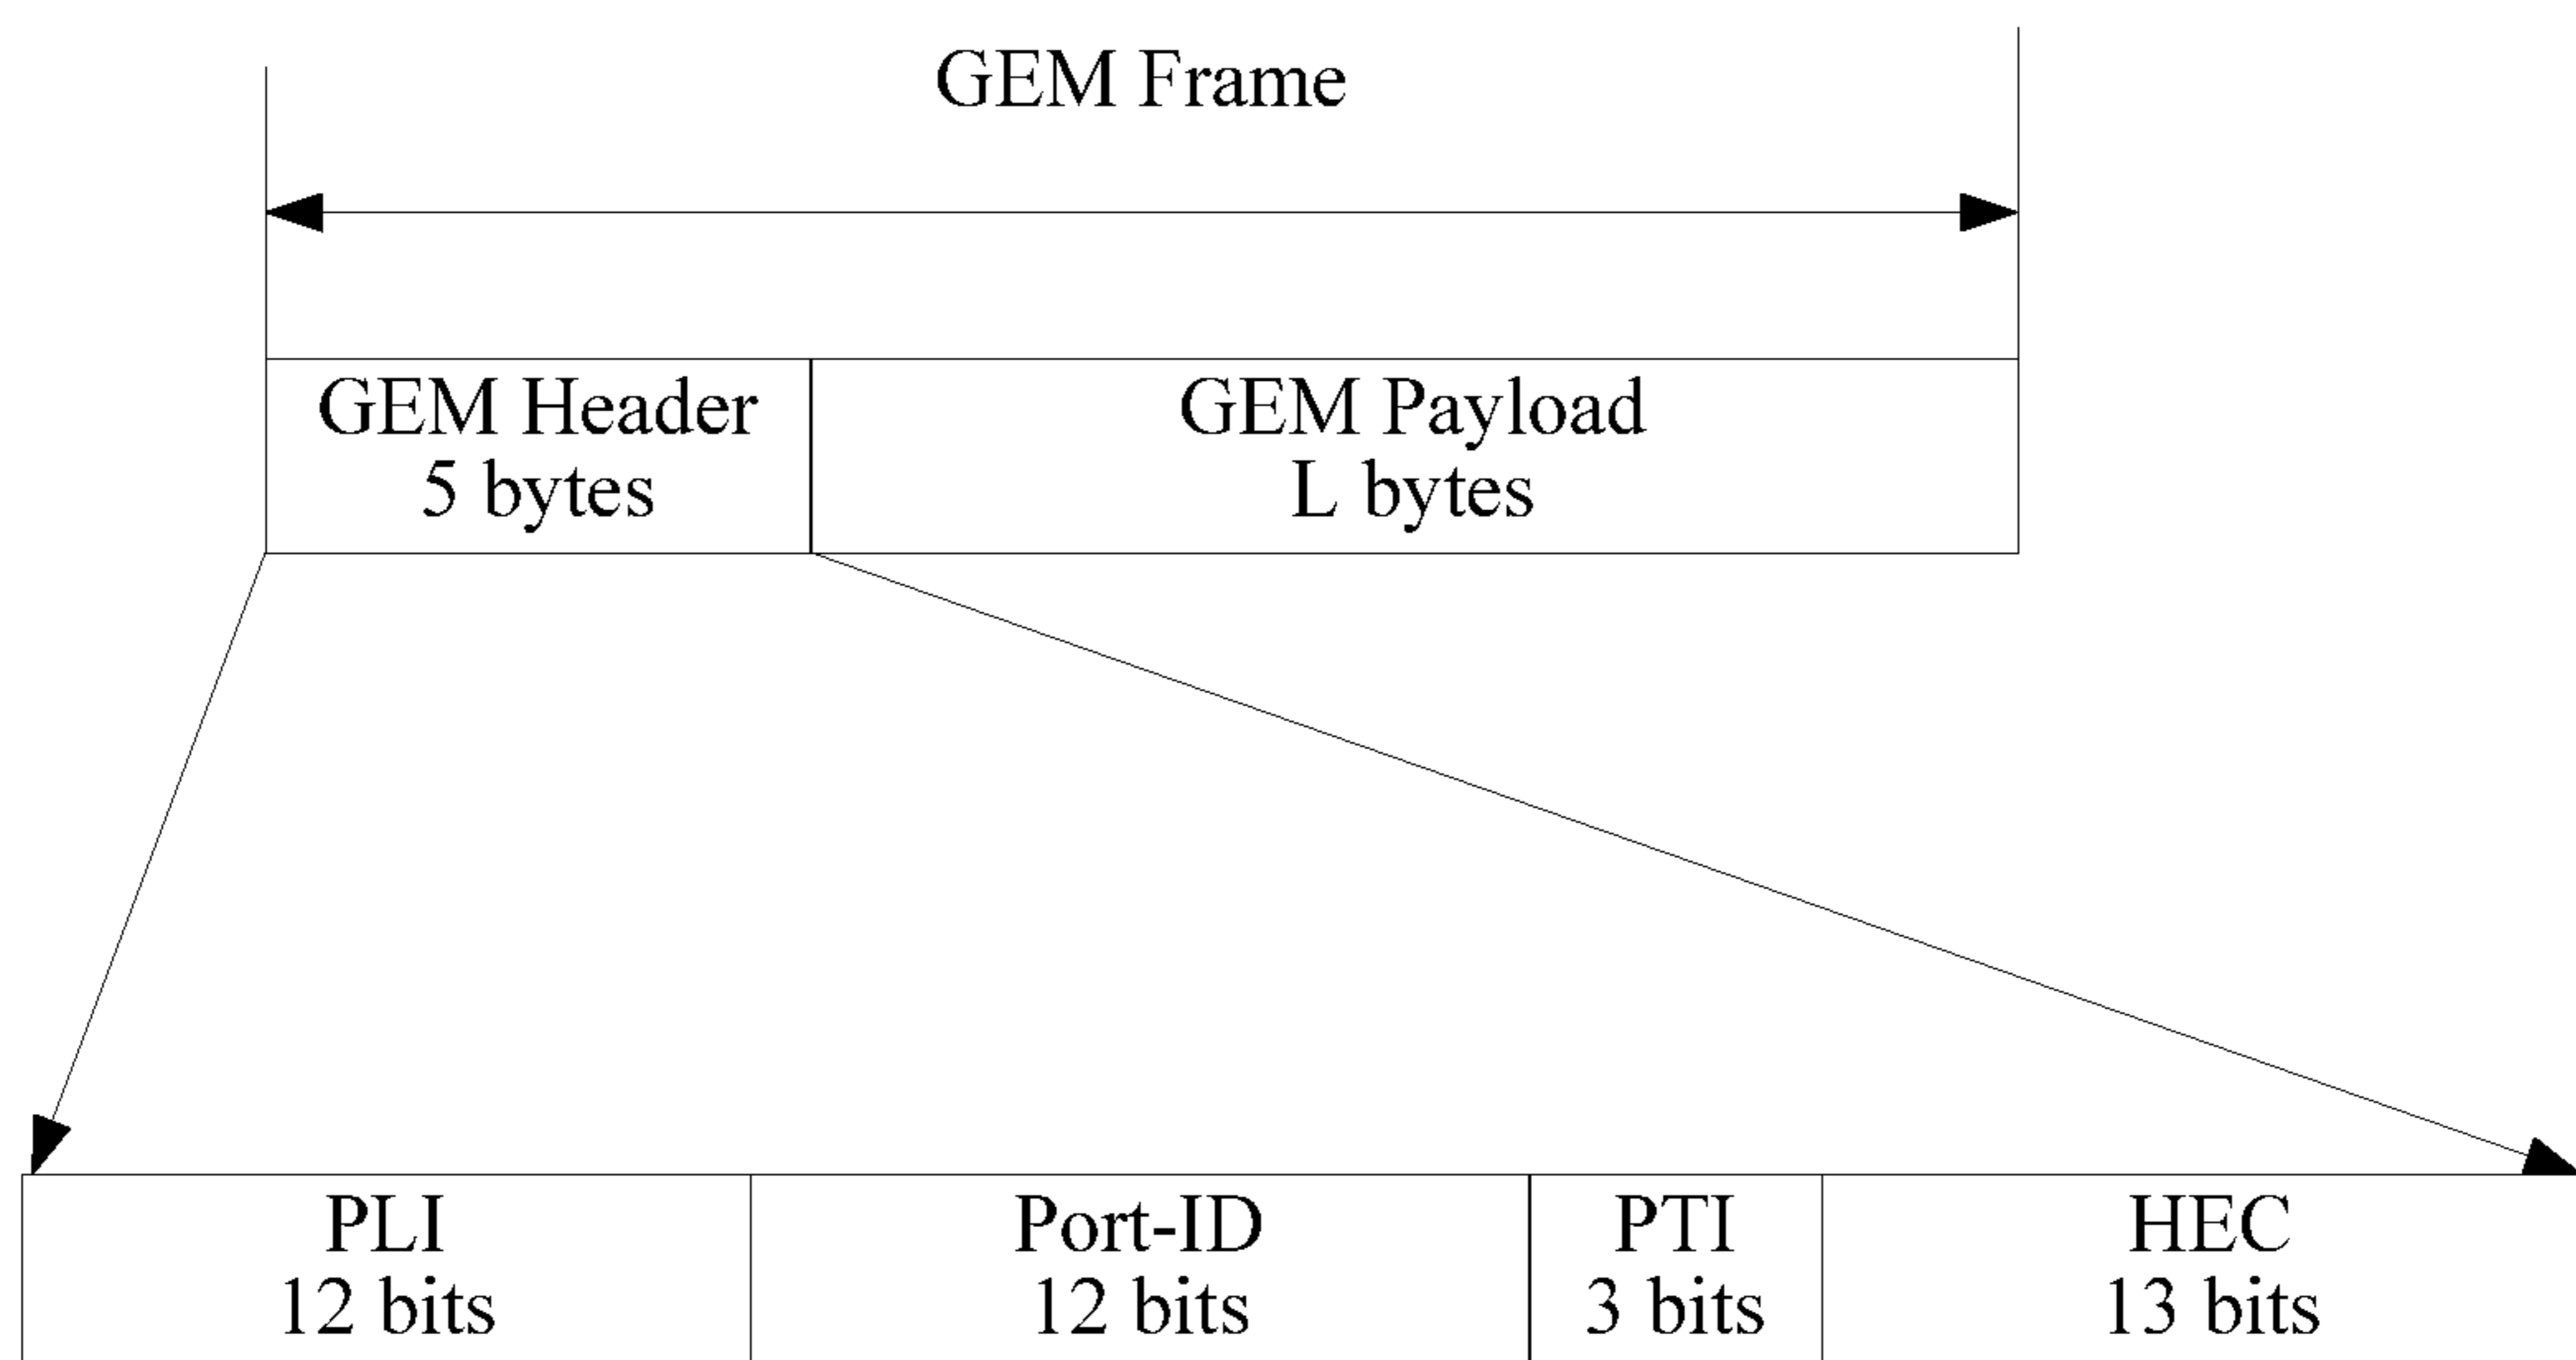 GEM Frame
GEM Header
5 bytes
GEM Payload
L bytes
PLI
12 bits
Port-ID
12 bits
PTI
3 bits
HEC
13 bits